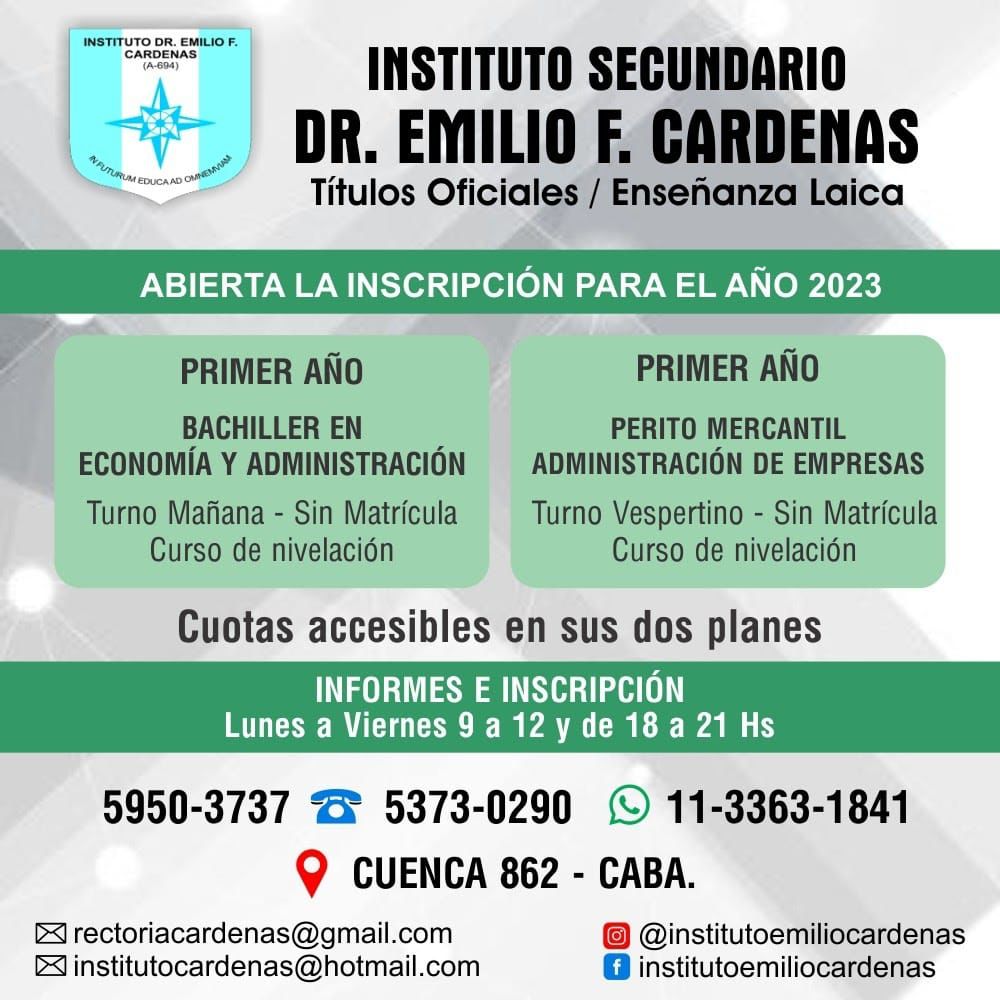 INSTITUTO DR. EMILIO F.
CARDENAS
(A-694)
IN FUTURUM EDUCA AD OMNEMVIAM
INSTITUTO SECUNDARIO
DR. EMILIO F. CARDENAS
Títulos Oficiales / Enseñanza Laica
ABIERTA LA INSCRIPCIÓN PARA EL AÑO 2023
PRIMER AÑO
BACHILLER EN
ECONOMÍA Y ADMINISTRACIÓN
Turno Mañana - Sin Matrícula
Curso de nivelación
PRIMER AÑO
PERITO MERCANTIL
ADMINISTRACIÓN DE EMPRESAS
Turno Vespertino - Sin Matrícula
Curso de nivelación
Cuotas accesibles en sus dos planes
INFORMES E INSCRIPCIÓN
Lunes a Viernes 9 a 12 y de 18 a 21 Hs
5950-3737 5373-0290 11-3363-1841
CUENCA 862 - CABA.
rectoriacardenas@gmail.com
institutocardenas@hotmail.com
@institutoemiliocardenas
institutoemiliocardenas